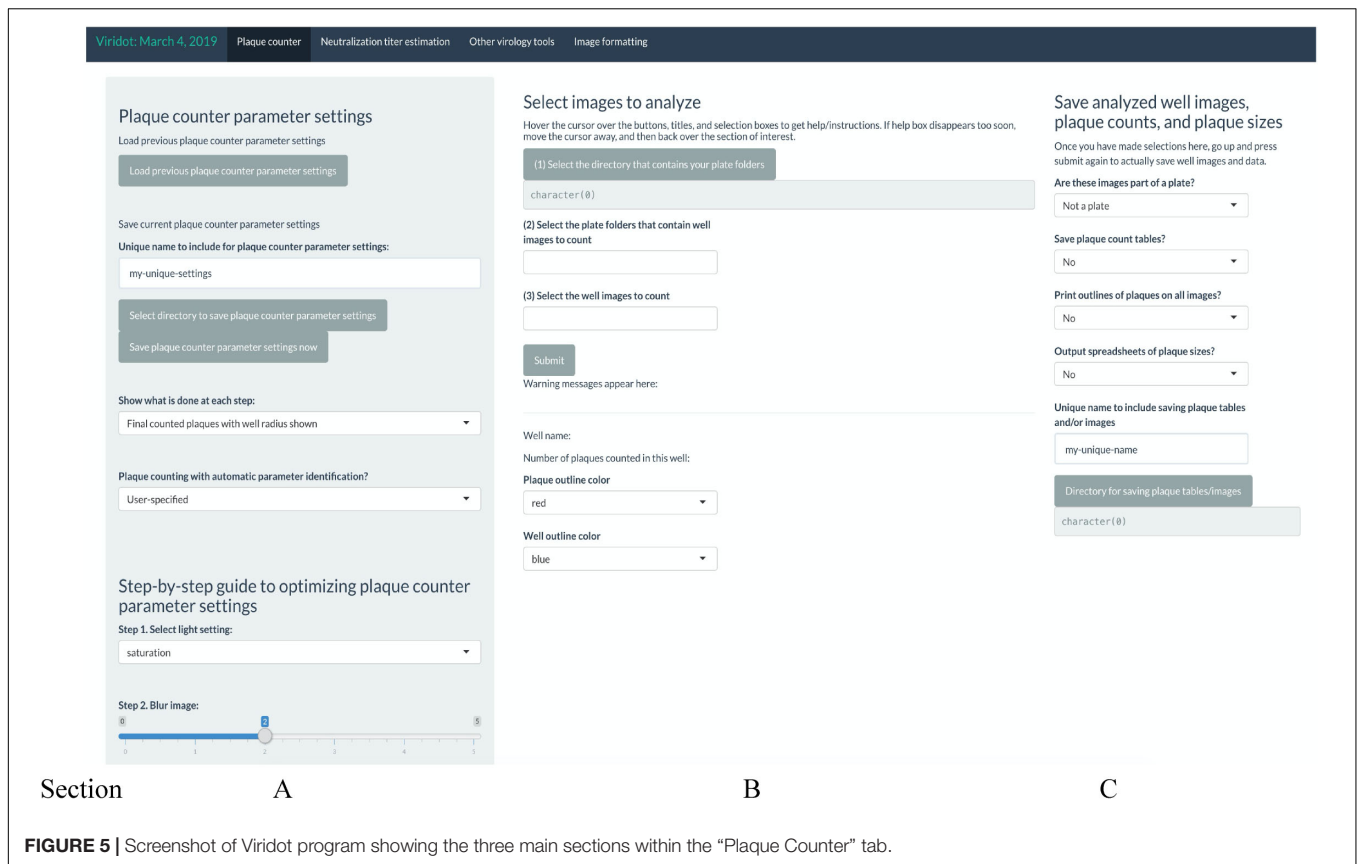 Viridot: March 4, 2019 Plaque counter Neutralization titer estimation Other virology tools Image formatting
Plaque counter parameter settings
Load previous plaque counter parameter settings
Load previous plaque counter parameter settings
Save current plaque counter parameter settings
Unique name to include for plaque counter parameter settings:
my-unique-settings
Select directory to save plaque counter parameter settings
Save plaque counter parameter settings now
Show what is done at each step:
Final counted plaques with well radius shown
Plaque counting with automatic parameter identification?
User-specified
Step-by-step guide to optimizing plaque counter
parameter settings
Step 1. Select light setting:
saturation
Step 2. Blur image:
0 2 5
0 1 2 3 4 5
Select images to analyze
Hover the cursor over the buttons, titles, and selection boxes to get help/instructions. If help box disappears too soon,
move the cursor away, and then back over the section of interest.
(1) Select the directory that contains your plate folders
character(0)
(2) Select the plate folders that contain well
images to count
(3) Select the well images to count
Submit
Warning messages appear here:
Well name:
Number of plaques counted in this well:
Plaque outline color
red
Well outline color
blue
Save analyzed well images,
plaque counts, and plaque sizes
Once you have made selections here, go up and press
submit again to actually save well images and data.
Are these images part of a plate?
Not a plate
Save plaque count tables?
No
Print outlines of plaques on all images?
No
Output spreadsheets of plaque sizes?
No
Unique name to include saving plaque tables
and/or images
my-unique-name
Directory for saving plaque tables/images
character(0)
Section A B C
FIGURE 5 | Screenshot of Viridot program showing the three main sections within the “Plaque Counter” tab.